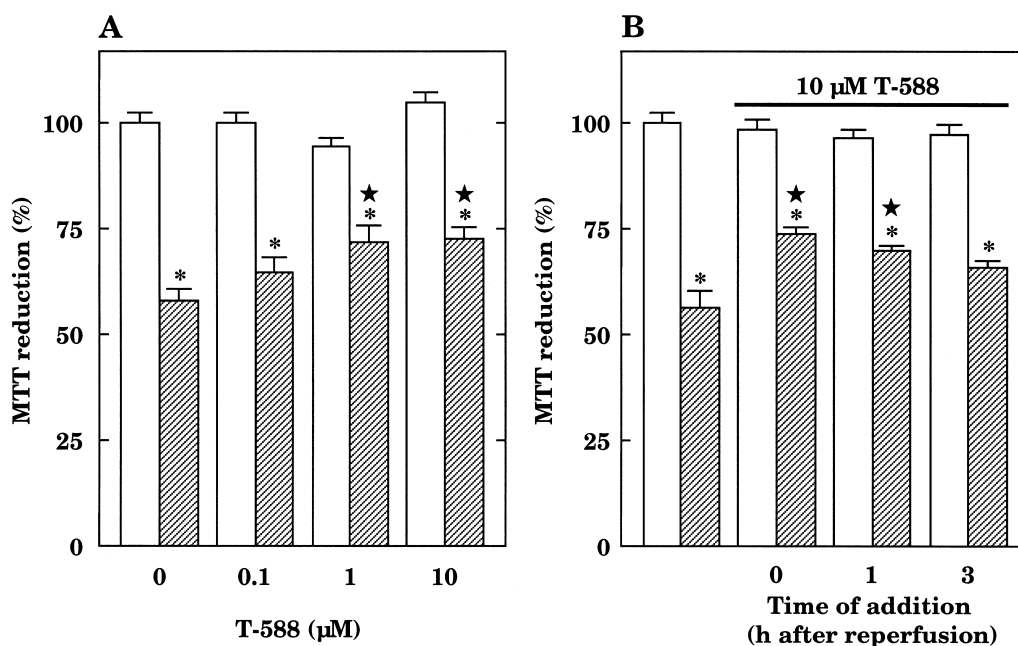 A
MTT reduction (%)
100
75
50
25
0
★ ★
* * * *
0 0.1 1 10
T-588 (µM)
B
MTT reduction (%)
10 µM T-588
100
75
50
25
0
★ ★
* * * *
0 1 3
Time of addition
(h after reperfusion)